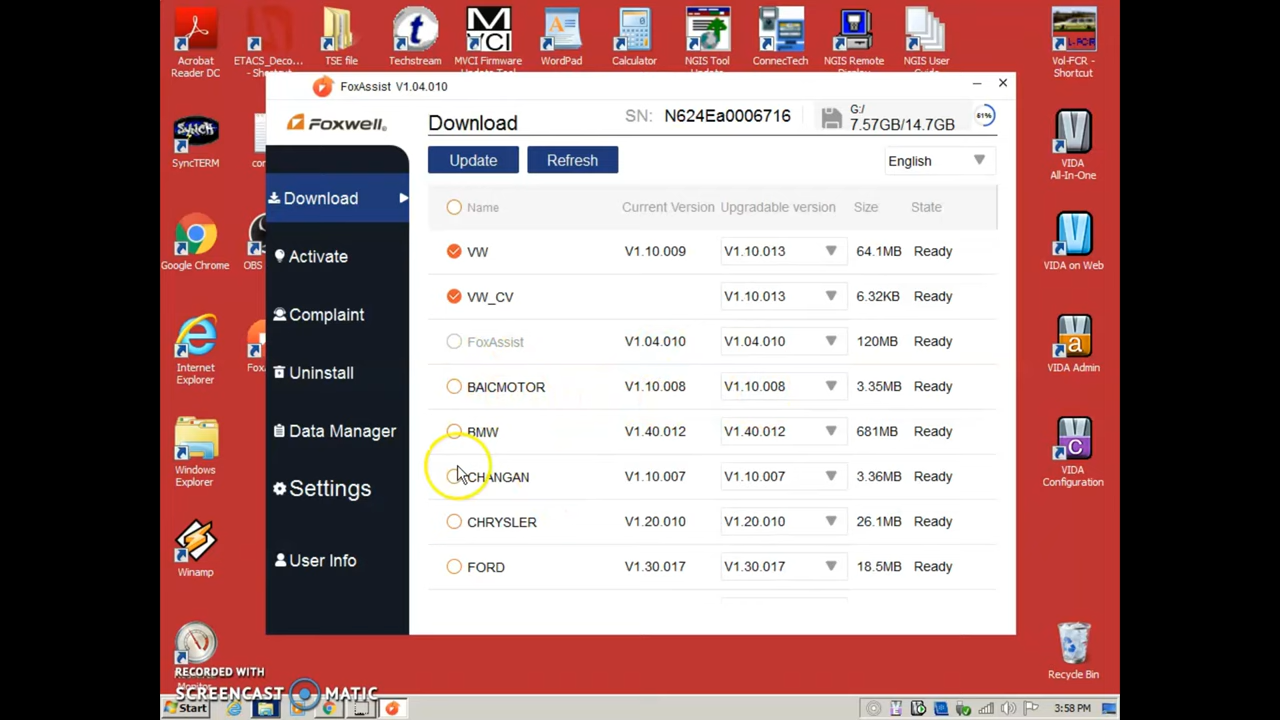 Acrobat
Reader DC
ETACS_Deco...
- Shortcut
TSE file
Techstream
MVCI
MVCI Firmware
WordPad
Calculator
NGIS Tool
ConnecTech
NGIS Remote
NGIS User
Vol-FCR -
Shortcut
FoxAssist V1.04.010
FOXWELL
Download
SN: N624Ea0006716
G:/
7.57GB/14.7GB
61%
Update
Refresh
English
Download
Activate
Complaint
Uninstall
Data Manager
Settings
User Info
Name Current Version Upgradable version Size State
VW V1.10.009 V1.10.013 64.1MB Ready
VW_CV V1.10.013 6.32KB Ready
FoxAssist V1.04.010 V1.04.010 120MB Ready
BAICMOTOR V1.10.008 V1.10.008 3.35MB Ready
BMW V1.40.012 V1.40.012 681MB Ready
CHANGAN V1.10.007 V1.10.007 3.36MB Ready
CHRYSLER V1.20.010 V1.20.010 26.1MB Ready
FORD V1.30.017 V1.30.017 18.5MB Ready
SyncTERM
Google Chrome
OBS
Internet
Explorer
Windows
Explorer
Winamp
VIDA
All-In-One
VIDA on Web
VIDA Admin
VIDA
Configuration
Recycle Bin
RECORDED WITH
SCREENCAST MATIC
Start
3:58 PM